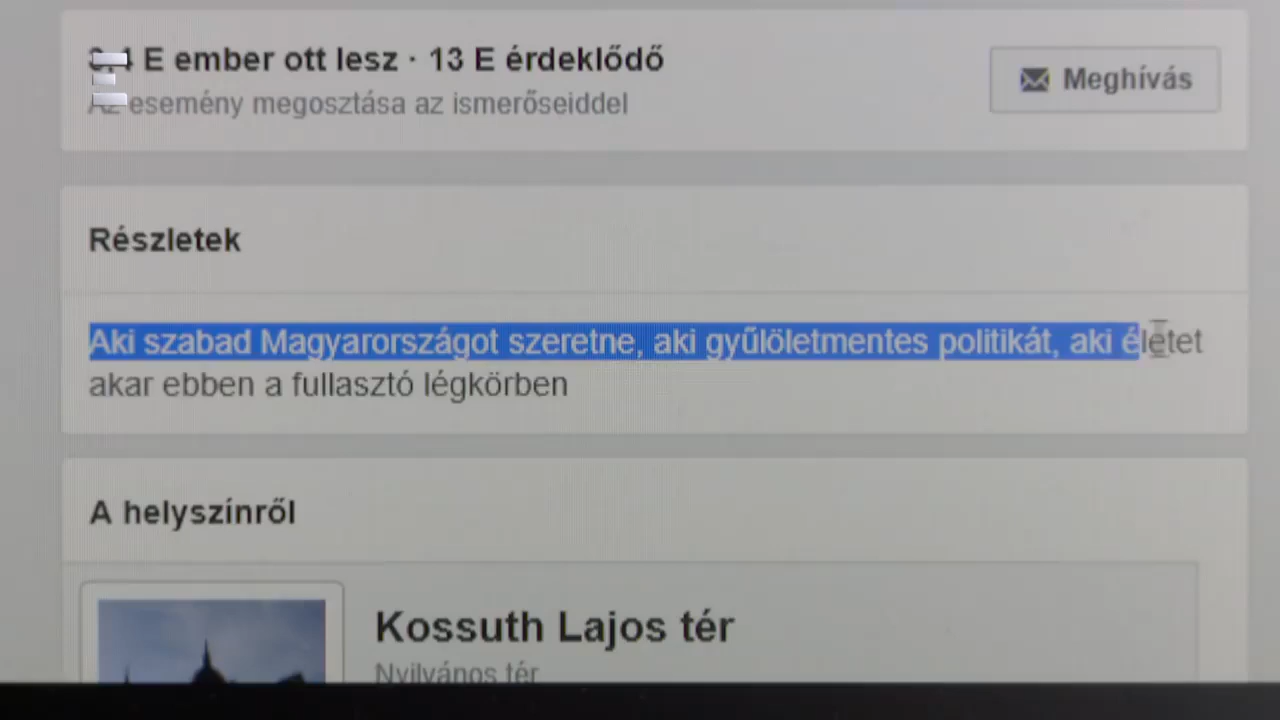 E ember ott lesz · 13 E érdeklődő
Az esemény megosztása az ismerőseiddel
Meghívás
Részletek
Aki szabad Magyarországot szeretne, aki gyűlöletmentes politikát, aki életet
akar ebben a fullasztó légkörben
A helyszínről
Kossuth Lajos tér
Nyilvános tér